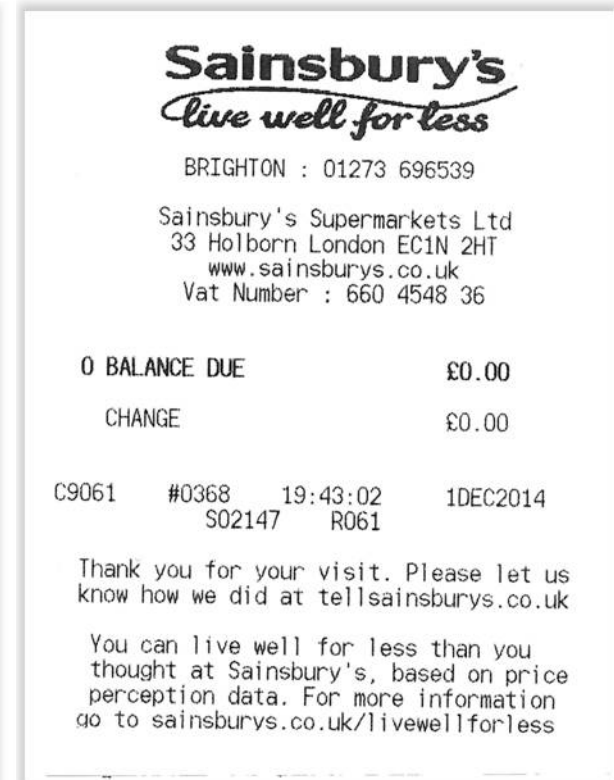 Sainsbury's
live well for less
BRIGHTON : 01273 696539
Sainsbury's Supermarkets Ltd
33 Holborn London EC1N 2HT
www.sainsburys.co.uk
Vat Number : 660 4548 36
0 BALANCE DUE £0.00
CHANGE £0.00
C9061 #0368 19:43:02 1DEC2014
S02147 R061
Thank you for your visit. Please let us
know how we did at tellsainsburys.co.uk
You can live well for less than you
thought at Sainsbury's, based on price
perception data. For more information
go to sainsburys.co.uk/livewellforless